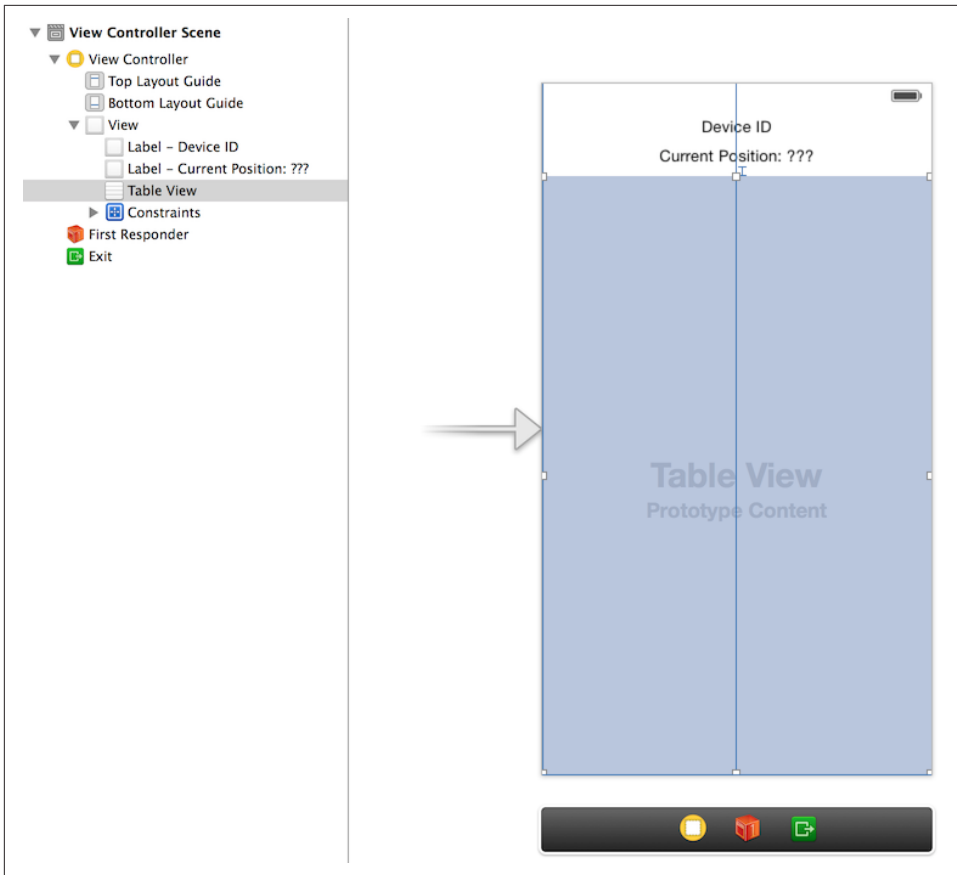 View Controller Scene
View Controller
Top Layout Guide
Bottom Layout Guide
View
Label – Device ID
Label – Current Position: ???
Table View
Constraints
First Responder
Exit
Device ID
Current Position: ???
Table View
Prototype Content